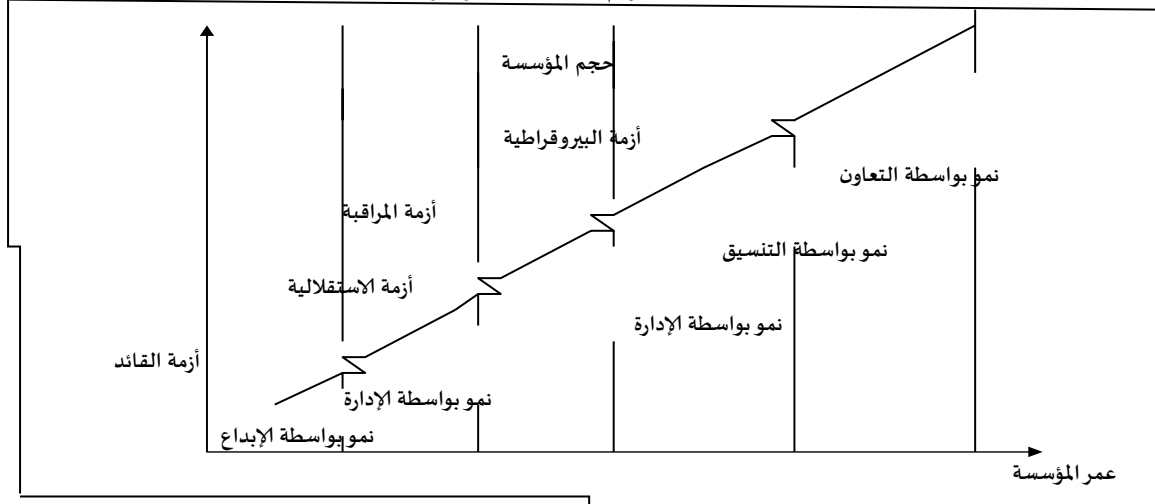 حجم المؤسسة
أزمة البيروقراطية
نمو بواسطة التعاون
أزمة المراقبة
نمو بواسطة التنسيق
أزمة الاستقلالية
نمو بواسطة الإدارة
أزمة القائد
نمو بواسطة الإدارة
نمو بواسطة الإبداع
عمر المؤسسة